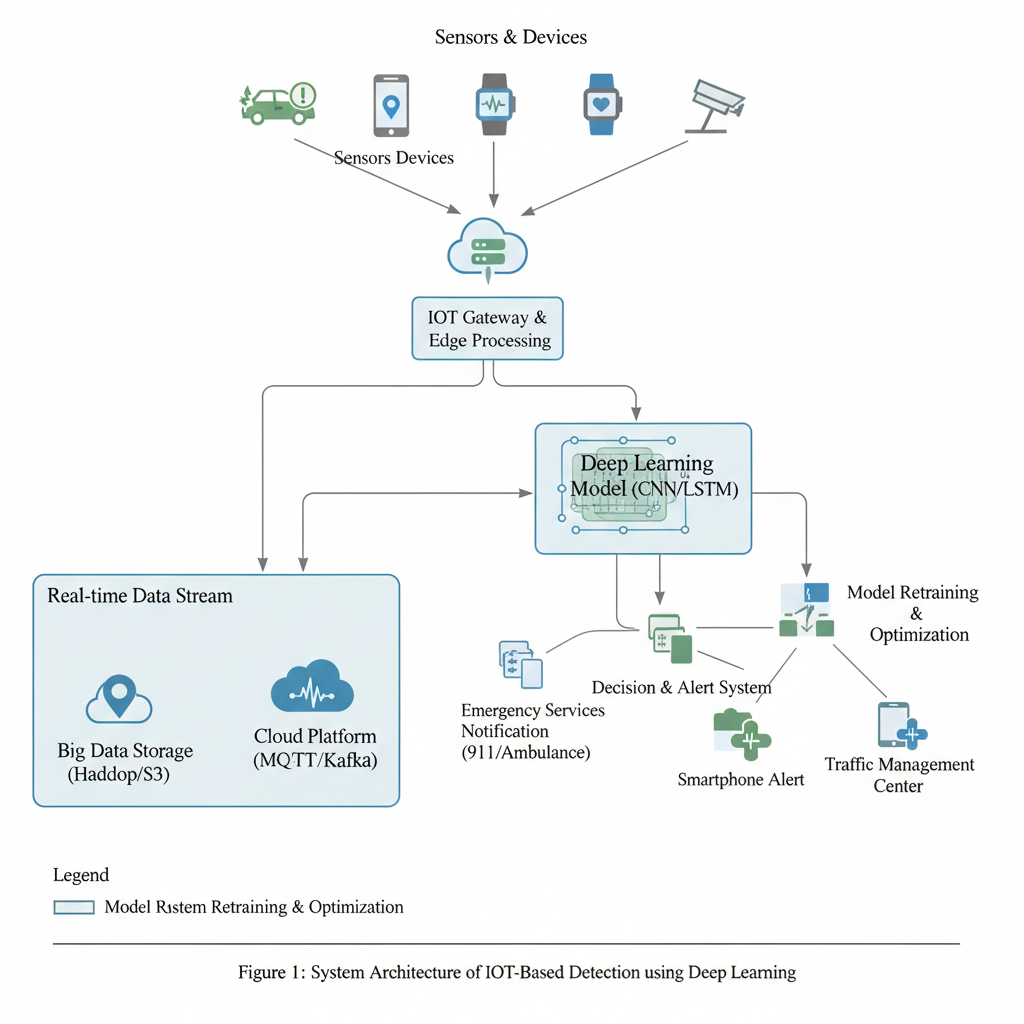 Sensors & Devices
Sensors Devices
IOT Gateway &
Edge Processing
Deep Learning
Model (CNN/LSTM)
Real-time Data Stream
Big Data Storage
(Haddop/S3)
Cloud Platform
(MQTT/Kafka)
Model Retraining
&
Optimization
Decision & Alert System
Emergency Services
Notification
(911/Ambulance)
Smartphone Alert
Traffic Management
Center
Legend
Model Rıstem Retraining & Optimization
Figure 1: System Architecture of IOT-Based Detection using Deep Learning